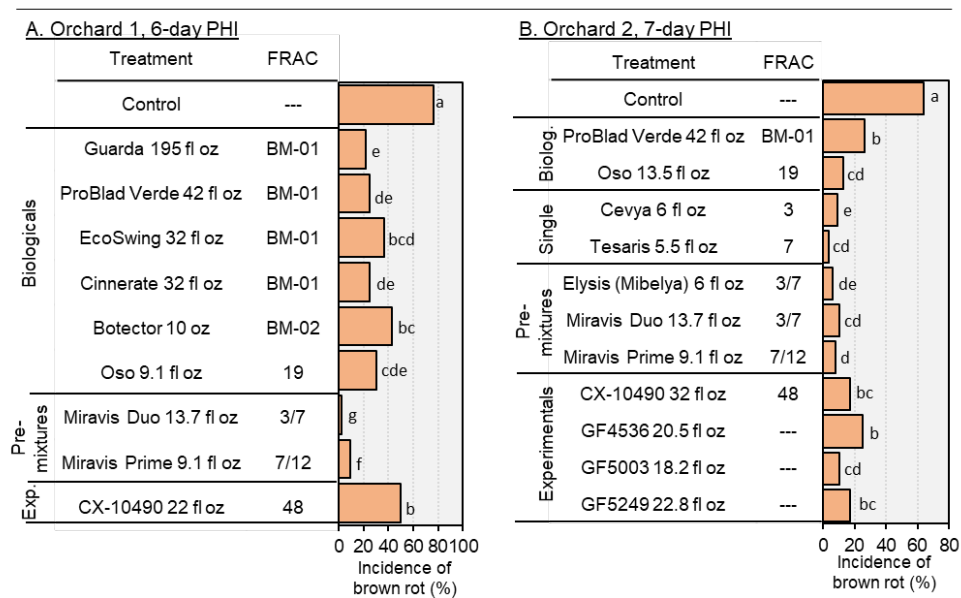 A. Orchard 1, 6-day PHI
Treatment FRAC
Control --- a
Biologicals
Guarda 195 fl oz BM-01 e
ProBlad Verde 42 fl oz BM-01 de
EcoSwing 32 fl oz BM-01 bcd
Cinnerate 32 fl oz BM-01 de
Botector 10 oz BM-02 bc
Oso 9.1 fl oz 19 cde
Pre-
mixtures
Miravis Duo 13.7 fl oz 3/7 g
Miravis Prime 9.1 fl oz 7/12 f
Exp.
CX-10490 22 fl oz 48 b
0 20 40 60 80 100
Incidence of
brown rot (%)
B. Orchard 2, 7-day PHI
Treatment FRAC
Control --- a
Biolog.
ProBlad Verde 42 fl oz BM-01 b
Oso 13.5 fl oz 19 cd
Single
Cevya 6 fl oz 3 e
Tesaris 5.5 fl oz 7 cd
Pre-
mixtures
Elysis (Mibelya) 6 fl oz 3/7 de
Miravis Duo 13.7 fl oz 3/7 cd
Miravis Prime 9.1 fl oz 7/12 d
Experimentals
CX-10490 32 fl oz 48 bc
GF4536 20.5 fl oz --- b
GF5003 18.2 fl oz --- cd
GF5249 22.8 fl oz --- bc
0 20 40 60 80
Incidence of
brown rot (%)